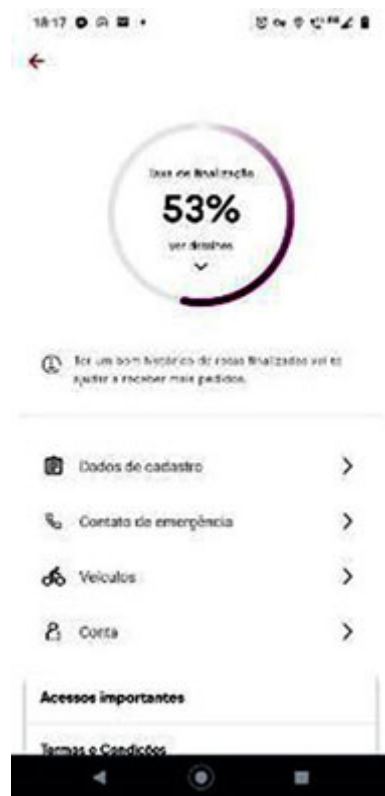 18:17
Taxa de finalização
53%
ver detalhes
Ter um bom histórico de rotas finalizadas vai te
ajudar a receber mais pedidos.
Dados de cadastro
Contato de emergência
Veículos
Conta
Acessos importantes
Termos e Condições